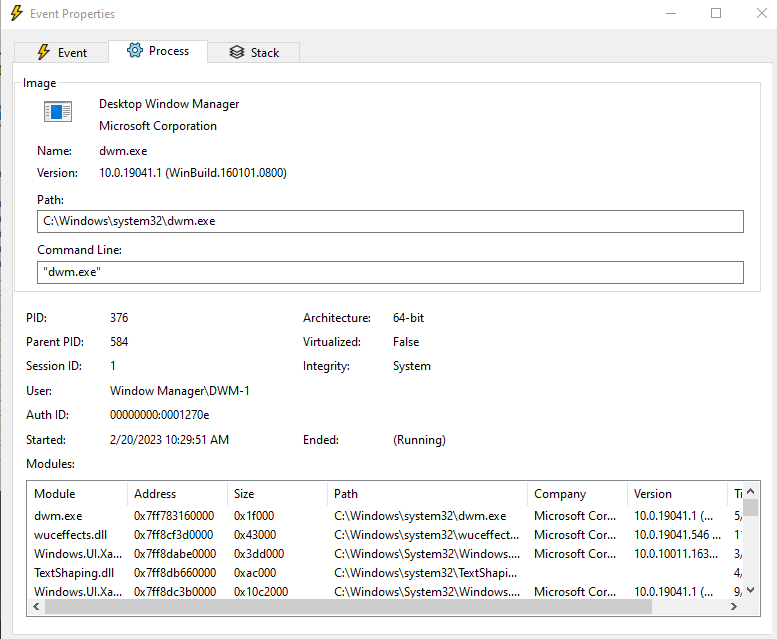 Event Properties
Event Process Stack
Image
Desktop Window Manager
Microsoft Corporation
Name: dwm.exe
Version: 10.0.19041.1 (WinBuild.160101.0800)
Path:
C:\Windows\system32\dwm.exe
Command Line:
"dwm.exe"
PID: 376 Architecture: 64-bit
Parent PID: 584 Virtualized: False
Session ID: 1 Integrity: System
User: Window Manager\DWM-1
Auth ID: 00000000:0001270e
Started: 2/20/2023 10:29:51 AM Ended: (Running)
Modules:
Module Address Size Path Company Version Ti
dwm.exe 0x7ff783160000 0x1f000 C:\Windows\system32\dwm.exe Microsoft Cor... 10.0.19041.1 (... 5/
wuceffects.dll 0x7ff8cf3d0000 0x43000 C:\Windows\system32\wuceffect... Microsoft Cor... 10.0.19041.546 ... 1
Windows.UI.Xa... 0x7ff8dabe0000 0x3dd000 C:\Windows\System32\Windows.... Microsoft Cor... 10.0.10011.163... 3/
TextShaping.dll 0x7ff8db660000 0xac000 C:\Windows\system32\TextShapi... 4/
Windows.UI.Xa... 0x7ff8dc3b0000 0x10c2000 C:\Windows\System32\Windows.... Microsoft Cor... 10.0.19041.1 (... 9/